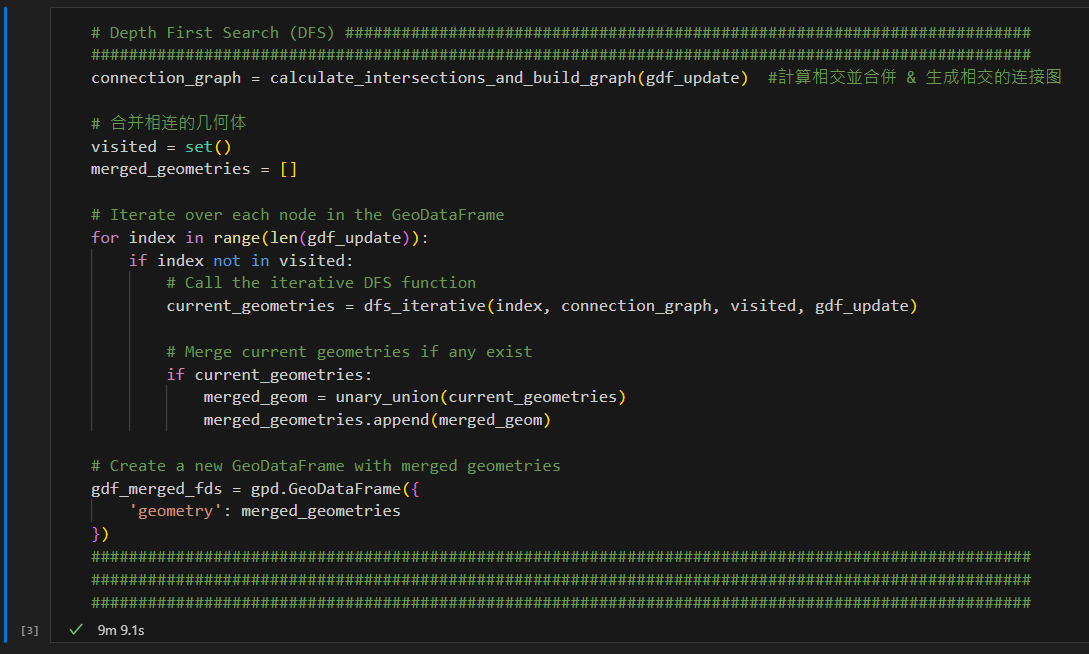 # Depth First Search (DFS) #########################################################################
####################################################################################################
connection_graph = calculate_intersections_and_build_graph(gdf_update)  #計算相交並合併 & 生成相交的连接图
# 合并相连的几何体
visited = set()
merged_geometries = []
# Iterate over each node in the GeoDataFrame
for index in range(len(gdf_update)):
    if index not in visited:
        # Call the iterative DFS function
        current_geometries = dfs_iterative(index, connection_graph, visited, gdf_update)
        # Merge current geometries if any exist
        if current_geometries:
            merged_geom = unary_union(current_geometries)
            merged_geometries.append(merged_geom)
# Create a new GeoDataFrame with merged geometries
gdf_merged_fds = gpd.GeoDataFrame({
    'geometry': merged_geometries
})
####################################################################################################
####################################################################################################
####################################################################################################
[3] ✓ 9m 9.1s